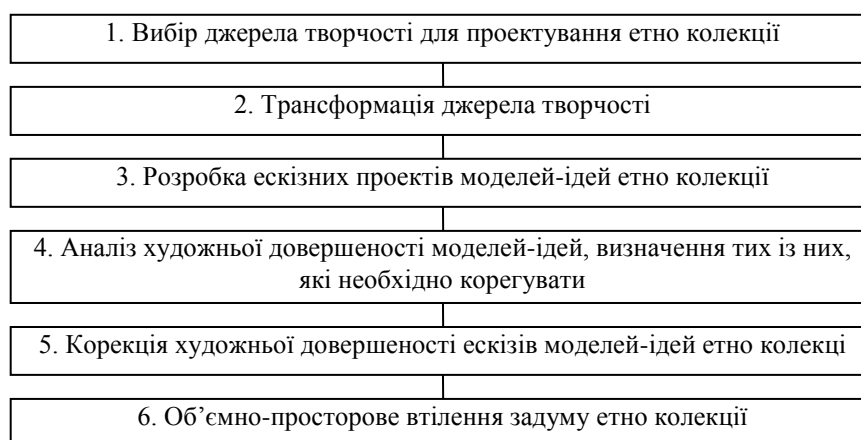 1. Вибір джерела творчості для проектування етно колекції
2. Трансформація джерела творчості
3. Розробка ескізних проектів моделей-ідей етно колекції
4. Аналіз художньої довершеності моделей-ідей, визначення тих із них,
які необхідно корегувати
5. Корекція художньої довершеності ескізів моделей-ідей етно колекці
6. Об’ємно-просторове втілення задуму етно колекції